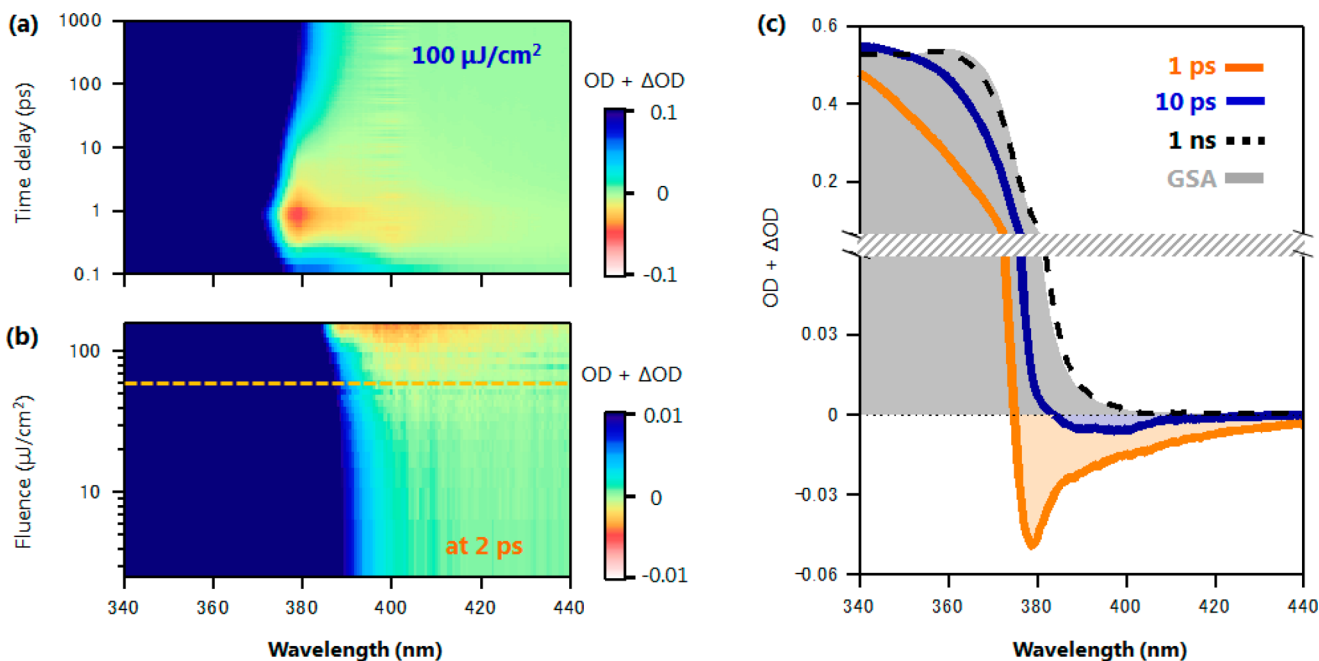 (a)
1000
100
10
1
0.1
Time delay (ps)
100 µJ/cm²
OD + ΔOD
0.1
0
-0.1
(b)
100
10
Fluence (µJ/cm²)
at 2 ps
OD + ΔOD
0.01
0
-0.01
340 360 380 400 420 440
Wavelength (nm)
(c)
0.6
0.4
0.2
0.03
0
-0.03
-0.06
OD + ΔOD
1 ps
10 ps
1 ns
GSA
340 360 380 400 420 440
Wavelength (nm)